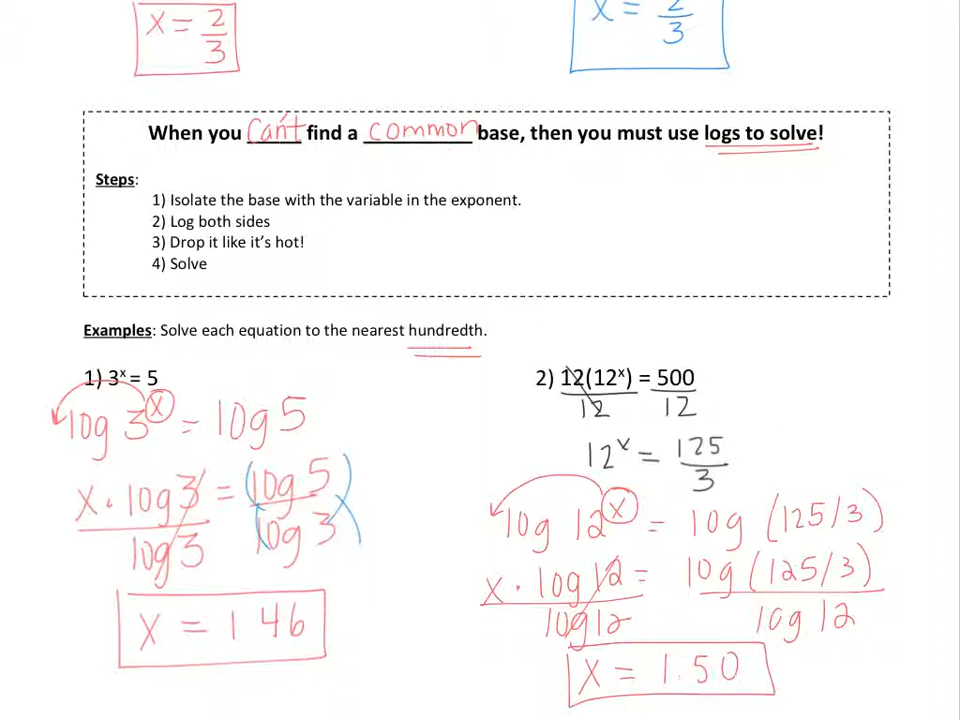 x = 2/3
x = 2/3
When you can't find a common base, then you must use logs to solve!
Steps:
1) Isolate the base with the variable in the exponent.
2) Log both sides
3) Drop it like it's hot!
4) Solve
Examples: Solve each equation to the nearest hundredth.
1) 3ˣ = 5
log 3ˣ = log 5
x · log 3 = (log 5)
log 3 (log 3)
x = 1 46
2) 12(12ˣ) = 500
12 12
12ˣ = 125/3
log 12ˣ = log (125/3)
x · log 12 = log (125/3)
log 12 log 12
x = 1.50